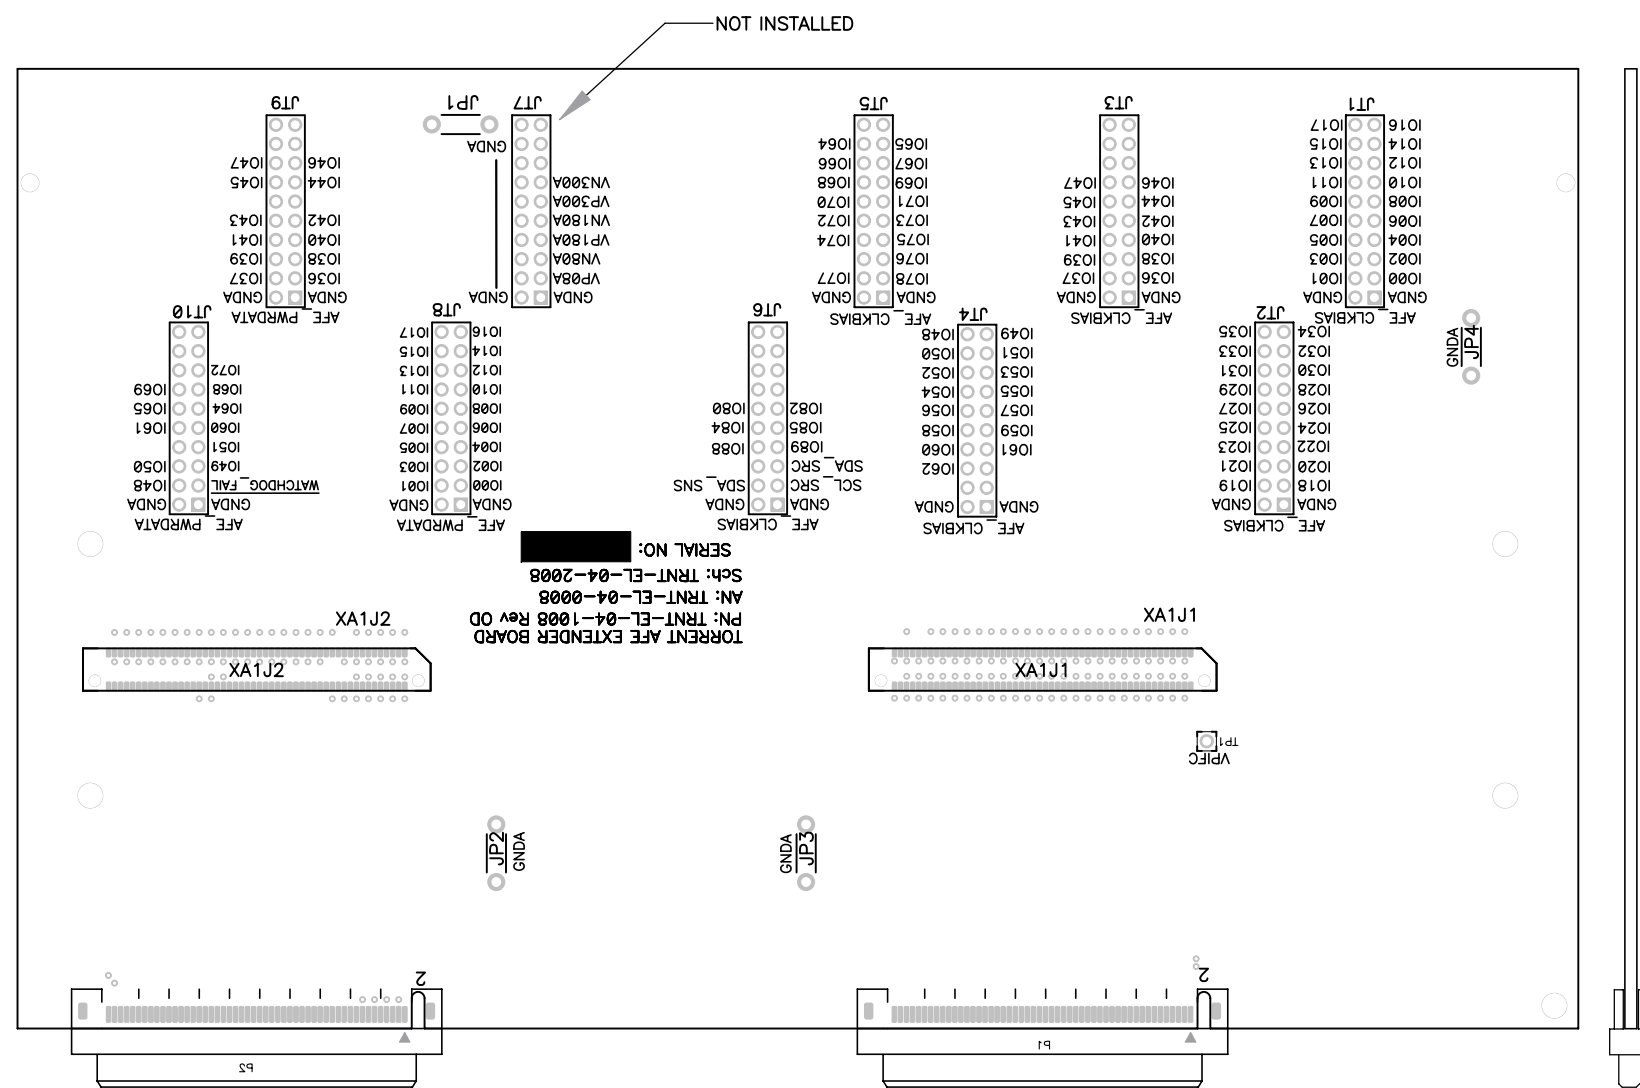 NOT INSTALLED
JT9
IO47 IO46
IO45 IO44
IO43 IO42
IO41 IO40
IO39 IO38
IO37 IO36
GNDA GNDA
AFE_PWRDATA
JP1
GNDA
JT7
VN300A
VP300A
VN180A
VP180A
VN80A
VP08A
GNDA GNDA
JT5
IO64 IO65
IO66 IO67
IO68 IO69
IO70 IO71
IO72 IO73
IO74 IO75
IO76
IO77 IO78
GNDA GNDA
AFE_CLKBIAS
JT3
IO47 IO46
IO45 IO44
IO43 IO42
IO41 IO40
IO39 IO38
IO37 IO36
GNDA GNDA
AFE_CLKBIAS
JT1
IO17 IO16
IO15 IO14
IO13 IO12
IO11 IO10
IO09 IO08
IO07 IO06
IO05 IO04
IO03 IO02
IO01 IO00
GNDA GNDA
AFE_CLKBIAS
JT10
IO72
IO69 IO68
IO65 IO64
IO61 IO60
IO51
IO50 IO49
IO48 WATCHDOG_FAIL
GNDA GNDA
AFE_PWRDATA
JT8
IO17 IO16
IO15 IO14
IO13 IO12
IO11 IO10
IO09 IO08
IO07 IO06
IO05 IO04
IO03 IO02
IO01 IO00
GNDA GNDA
AFE_PWRDATA
JT6
IO80 IO82
IO84 IO85
IO88 IO89
SDA_SRC
SDA_SNS SCL_SRC
GNDA GNDA
AFE_CLKBIAS
JT4
IO48 IO49
IO50 IO51
IO52 IO53
IO54 IO55
IO56 IO57
IO58 IO59
IO60 IO61
IO62
GNDA GNDA
AFE_CLKBIAS
JT2
IO35 IO34
IO33 IO32
IO31 IO30
IO29 IO28
IO27 IO26
IO25 IO24
IO23 IO22
IO21 IO20
IO19 IO18
GNDA GNDA
AFE_CLKBIAS
GNDA
JP4
TORRENT AFE EXTENDER BOARD
PN: TRNT-EL-04-1008 Rev OD
AN: TRNT-EL-04-0008
Sch: TRNT-EL-04-2008
SERIAL NO:
XA1J2
XA1J2
XA1J1
XA1J1
TP1
VPIFC
JP2
GNDA
GNDA
JP3
2
P2
2
P1